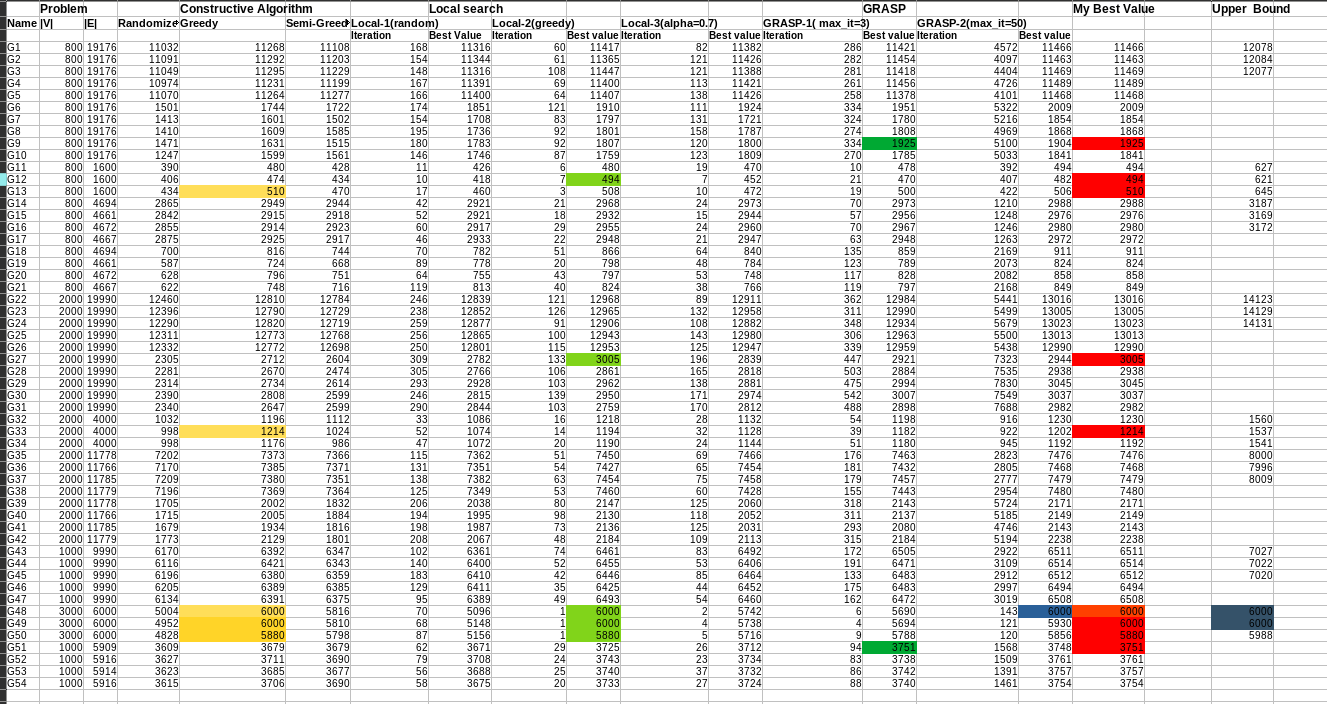 Problem Constructive Algorithm Local search GRASP My Best Value Upper Bound
Name |V| |E| Randomize Greedy Semi-Greed Local-1(random) Local-2(greedy) Local-3(alpha=0.7) GRASP-1( max_it=3) GRASP-2(max_it=50)
Iteration Best Value Iteration Best value Iteration Best value Iteration Best value Iteration Best value
G1 800 19176 11032 11268 11108 168 11316 60 11417 82 11382 286 11421 4572 11466 11466 12078
G2 800 19176 11091 11292 11203 154 11344 61 11365 121 11426 282 11454 4097 11463 11463 12084
G3 800 19176 11049 11295 11229 148 11316 108 11447 121 11388 281 11418 4404 11469 11469 12077
G4 800 19176 10974 11231 11199 167 11391 69 11400 113 11421 261 11456 4726 11489 11489
G5 800 19176 11070 11264 11277 166 11400 64 11407 138 11426 258 11378 4101 11468 11468
G6 800 19176 1501 1744 1722 174 1851 121 1910 111 1924 334 1951 5322 2009 2009
G7 800 19176 1413 1601 1502 154 1708 83 1797 131 1721 324 1780 5216 1854 1854
G8 800 19176 1410 1609 1585 195 1736 92 1801 158 1787 274 1808 4969 1868 1868
G9 800 19176 1471 1631 1515 180 1783 92 1807 120 1800 334 1925 5100 1904 1925
G10 800 19176 1247 1599 1561 146 1746 87 1759 123 1809 270 1785 5033 1841 1841
G11 800 1600 390 480 428 11 426 6 480 19 470 10 478 392 494 494 627
G12 800 1600 406 474 434 10 418 7 494 7 452 21 470 407 482 494 621
G13 800 1600 434 510 470 17 460 3 508 10 472 19 500 422 506 510 645
G14 800 4694 2865 2949 2944 42 2921 21 2968 24 2973 70 2973 1210 2988 2988 3187
G15 800 4661 2842 2915 2918 52 2921 18 2932 15 2944 57 2956 1248 2976 2976 3169
G16 800 4672 2855 2914 2923 60 2917 29 2955 24 2960 70 2967 1246 2980 2980 3172
G17 800 4667 2875 2925 2917 46 2933 22 2948 21 2947 63 2948 1263 2972 2972
G18 800 4694 700 816 744 70 782 51 866 64 840 135 859 2169 911 911
G19 800 4661 587 724 668 89 778 20 798 48 784 123 789 2073 824 824
G20 800 4672 628 796 751 64 755 43 797 53 748 117 828 2082 858 858
G21 800 4667 622 748 716 119 813 40 824 38 766 119 797 2168 849 849
G22 2000 19990 12460 12810 12784 246 12839 121 12968 89 12911 362 12984 5441 13016 13016 14123
G23 2000 19990 12396 12790 12729 238 12852 126 12965 132 12958 311 12990 5499 13005 13005 14129
G24 2000 19990 12290 12820 12719 259 12877 91 12906 108 12882 348 12934 5679 13023 13023 14131
G25 2000 19990 12311 12773 12768 256 12865 100 12943 143 12980 306 12963 5500 13013 13013
G26 2000 19990 12332 12772 12698 250 12801 115 12953 125 12947 339 12959 5438 12990 12990
G27 2000 19990 2305 2712 2604 309 2782 133 3005 196 2839 447 2921 7323 2944 3005
G28 2000 19990 2281 2670 2474 305 2766 106 2861 165 2818 503 2884 7535 2938 2938
G29 2000 19990 2314 2734 2614 293 2928 103 2962 138 2881 475 2994 7830 3045 3045
G30 2000 19990 2390 2808 2599 246 2815 139 2950 171 2974 542 3007 7549 3037 3037
G31 2000 19990 2340 2647 2599 290 2844 103 2759 170 2812 488 2898 7688 2982 2982
G32 2000 4000 1032 1196 1112 33 1086 16 1218 28 1132 54 1198 916 1230 1230 1560
G33 2000 4000 998 1214 1024 52 1074 14 1194 32 1128 39 1182 922 1202 1214 1537
G34 2000 4000 998 1176 986 47 1072 20 1190 24 1144 51 1180 945 1192 1192 1541
G35 2000 11778 7202 7373 7366 115 7362 51 7450 69 7466 176 7463 2823 7476 7476 8000
G36 2000 11766 7170 7385 7371 131 7351 54 7427 65 7454 181 7432 2805 7468 7468 7996
G37 2000 11785 7209 7380 7351 138 7382 63 7454 75 7458 179 7457 2777 7479 7479 8009
G38 2000 11779 7196 7369 7364 125 7349 53 7460 60 7428 155 7443 2954 7480 7480
G39 2000 11778 1705 2002 1832 206 2038 80 2147 125 2060 318 2143 5724 2171 2171
G40 2000 11766 1715 2005 1884 194 1995 98 2130 118 2052 311 2137 5185 2149 2149
G41 2000 11785 1679 1934 1816 198 1987 73 2136 125 2031 293 2080 4746 2143 2143
G42 2000 11779 1773 2129 1801 208 2067 48 2184 109 2113 315 2184 5194 2238 2238
G43 1000 9990 6170 6392 6347 102 6361 74 6461 83 6492 172 6505 2922 6511 6511 7027
G44 1000 9990 6116 6421 6343 140 6400 52 6455 53 6406 191 6471 3109 6514 6514 7022
G45 1000 9990 6196 6380 6359 183 6410 42 6446 85 6464 133 6483 2912 6512 6512 7020
G46 1000 9990 6205 6389 6385 129 6411 35 6425 44 6452 175 6483 2997 6494 6494
G47 1000 9990 6134 6391 6375 95 6389 49 6493 54 6460 162 6472 3019 6508 6508
G48 3000 6000 5004 6000 5816 70 5096 1 6000 2 5742 6 5690 143 6000 6000 6000
G49 3000 6000 4952 6000 5810 68 5148 1 6000 4 5738 4 5694 121 5930 6000 6000
G50 3000 6000 4828 5880 5798 87 5156 1 5880 5 5716 9 5788 120 5856 5880 5988
G51 1000 5909 3609 3679 3679 62 3671 29 3725 26 3712 94 3751 1568 3748 3751
G52 1000 5916 3627 3711 3690 79 3708 24 3743 23 3734 83 3738 1509 3761 3761
G53 1000 5914 3623 3685 3677 56 3688 25 3740 37 3732 86 3742 1391 3757 3757
G54 1000 5916 3615 3706 3690 58 3675 20 3733 27 3724 88 3740 1461 3754 3754